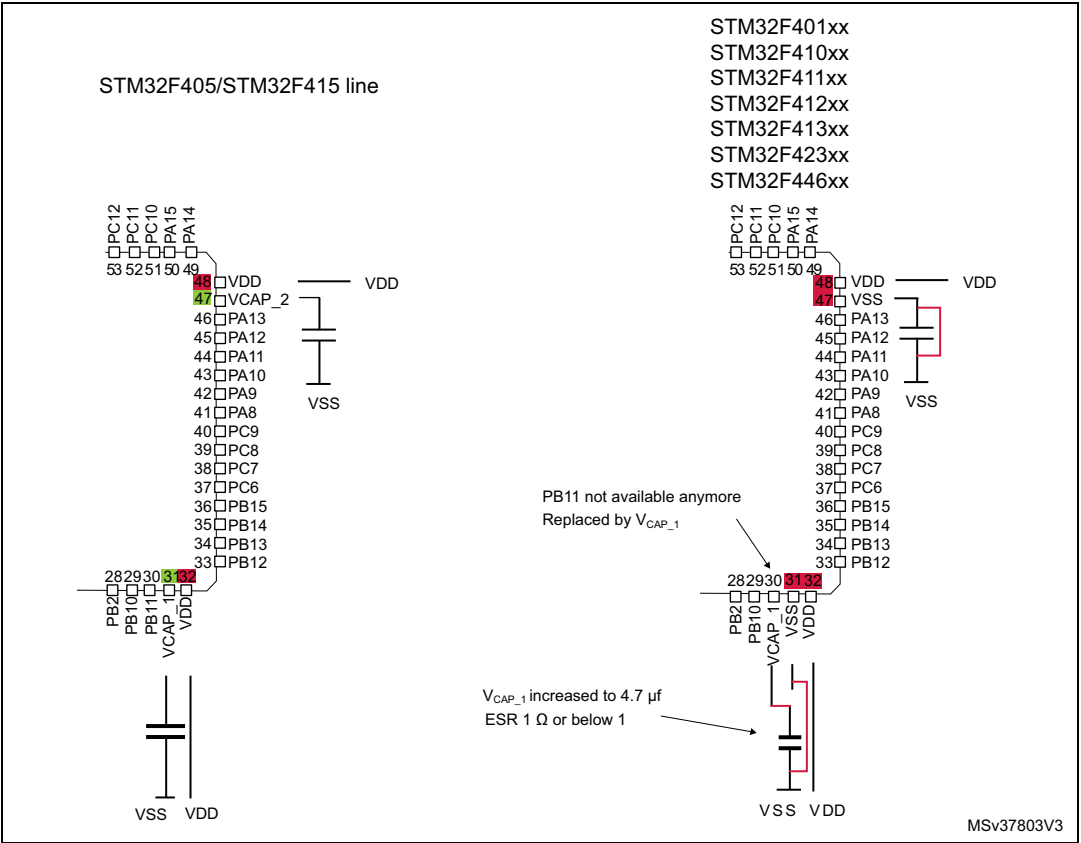 STM32F405/STM32F415 line
PC12
PC11
PC10
PA15
PA14
53 52 51 50 49
48 VDD
VDD
47 VCAP_2
46 PA13
45 PA12
44 PA11
43 PA10
42 PA9
VSS
41 PA8
40 PC9
39 PC8
38 PC7
37 PC6
36 PB15
35 PB14
34 PB13
33 PB12
28 29 30 31 32
PB2
PB10
PB11
VCAP_1
VDD
VSS VDD
STM32F401xx
STM32F410xx
STM32F411xx
STM32F412xx
STM32F413xx
STM32F423xx
STM32F446xx
PC12
PC11
PC10
PA15
PA14
53 52 51 50 49
48 VDD
VDD
47 VSS
46 PA13
45 PA12
44 PA11
43 PA10
42 PA9
VSS
41 PA8
40 PC9
39 PC8
38 PC7
37 PC6
36 PB15
35 PB14
34 PB13
33 PB12
PB11 not available anymore
Replaced by VCAP_1
28 29 30 31 32
PB2
PB10
VCAP_1
VSS
VDD
VCAP_1 increased to 4.7 µf
ESR 1 Ω or below 1
VSS VDD
MSv37803V3